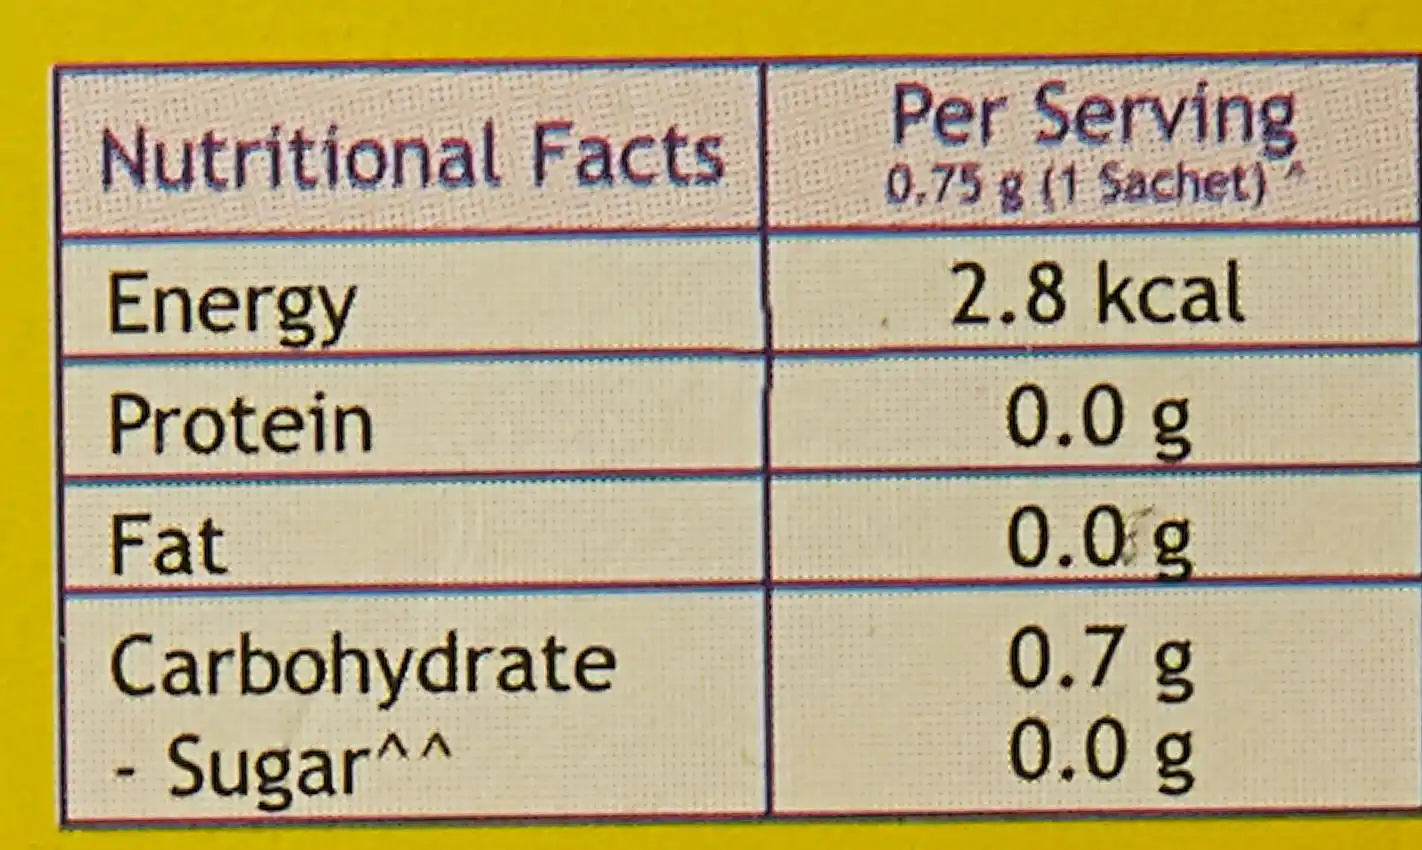 Nutritional Facts
Per Serving
0.75 g (1 Sachet)^
Energy 2.8 kcal
Protein 0.0 g
Fat 0.0 g
Carbohydrate 0.7 g
- Sugar^^ 0.0 g